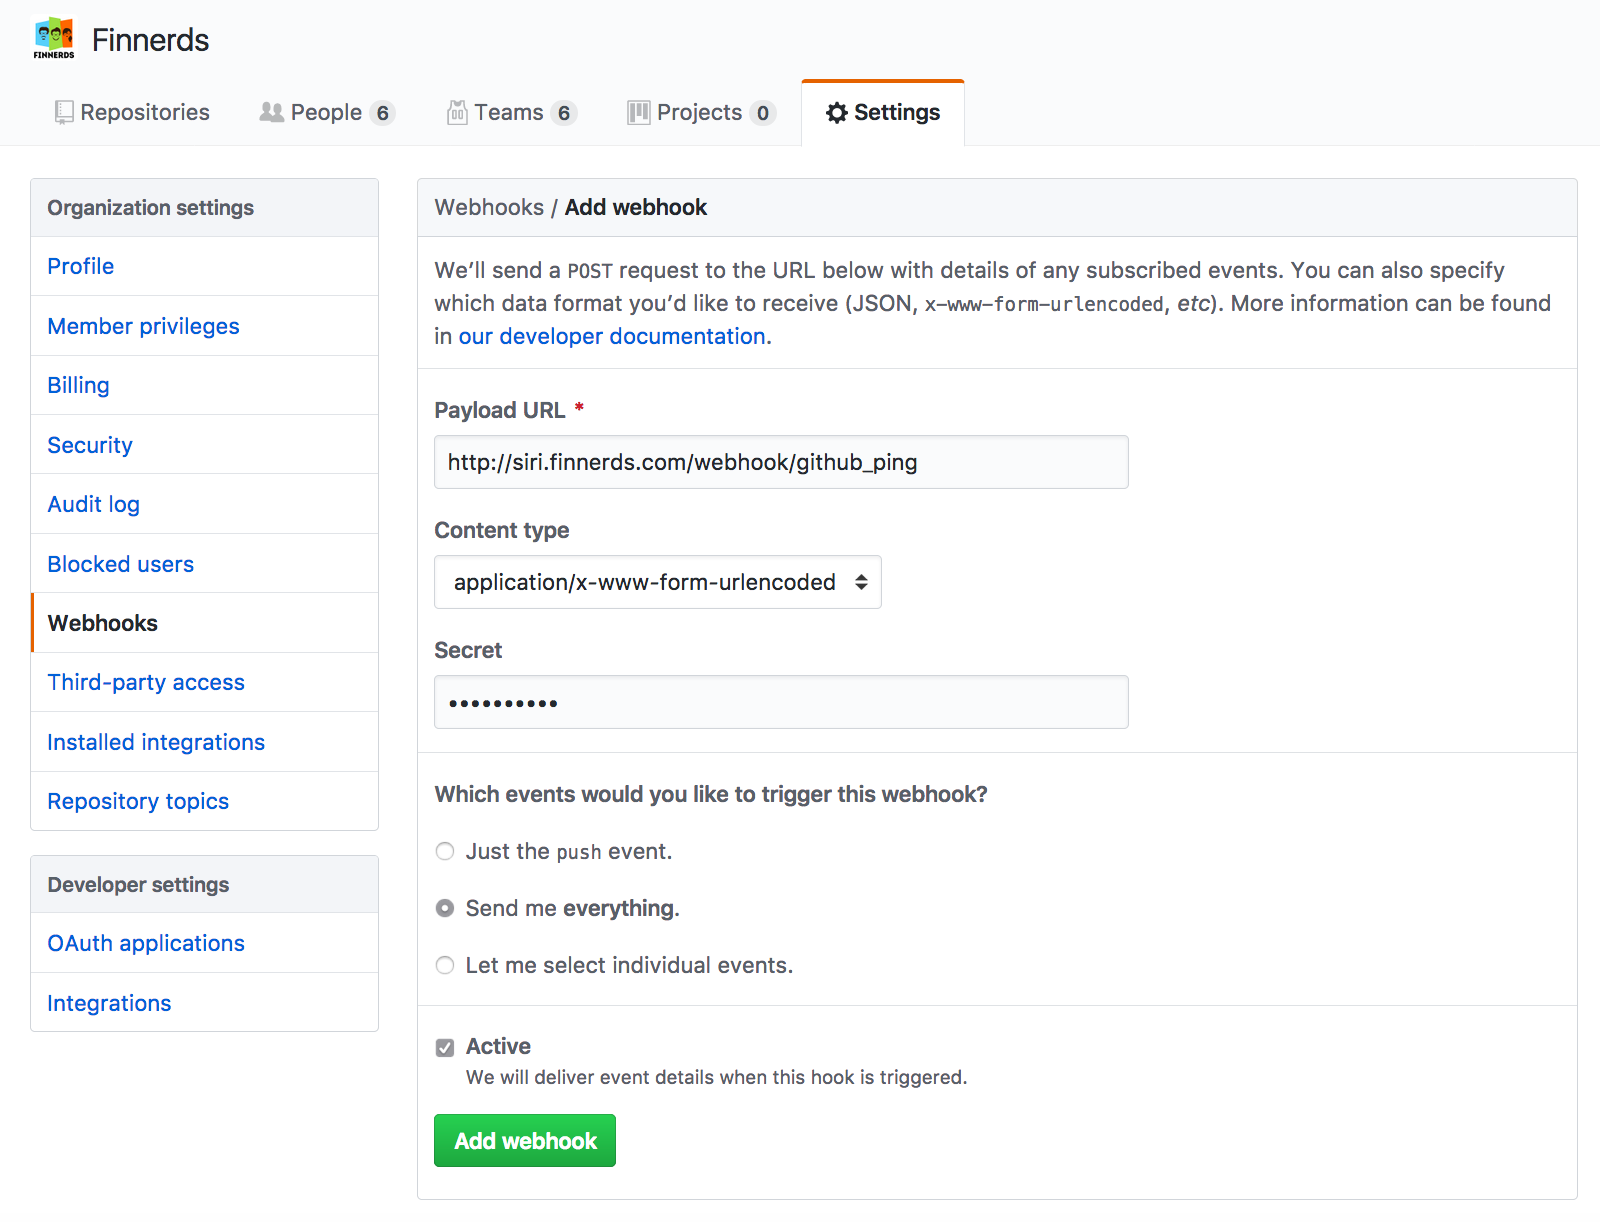 FINNERDS
Finnerds
Repositories
People 6
Teams 6
Projects 0
Settings
Organization settings
Profile
Member privileges
Billing
Security
Audit log
Blocked users
Webhooks
Third-party access
Installed integrations
Repository topics
Developer settings
OAuth applications
Integrations
Webhooks / Add webhook
We’ll send a POST request to the URL below with details of any subscribed events. You can also specify
which data format you’d like to receive (JSON, x-www-form-urlencoded, etc). More information can be found
in our developer documentation.
Payload URL *
http://siri.finnerds.com/webhook/github_ping
Content type
application/x-www-form-urlencoded
Secret
••••••••••
Which events would you like to trigger this webhook?
Just the push event.
Send me everything.
Let me select individual events.
Active
We will deliver event details when this hook is triggered.
Add webhook